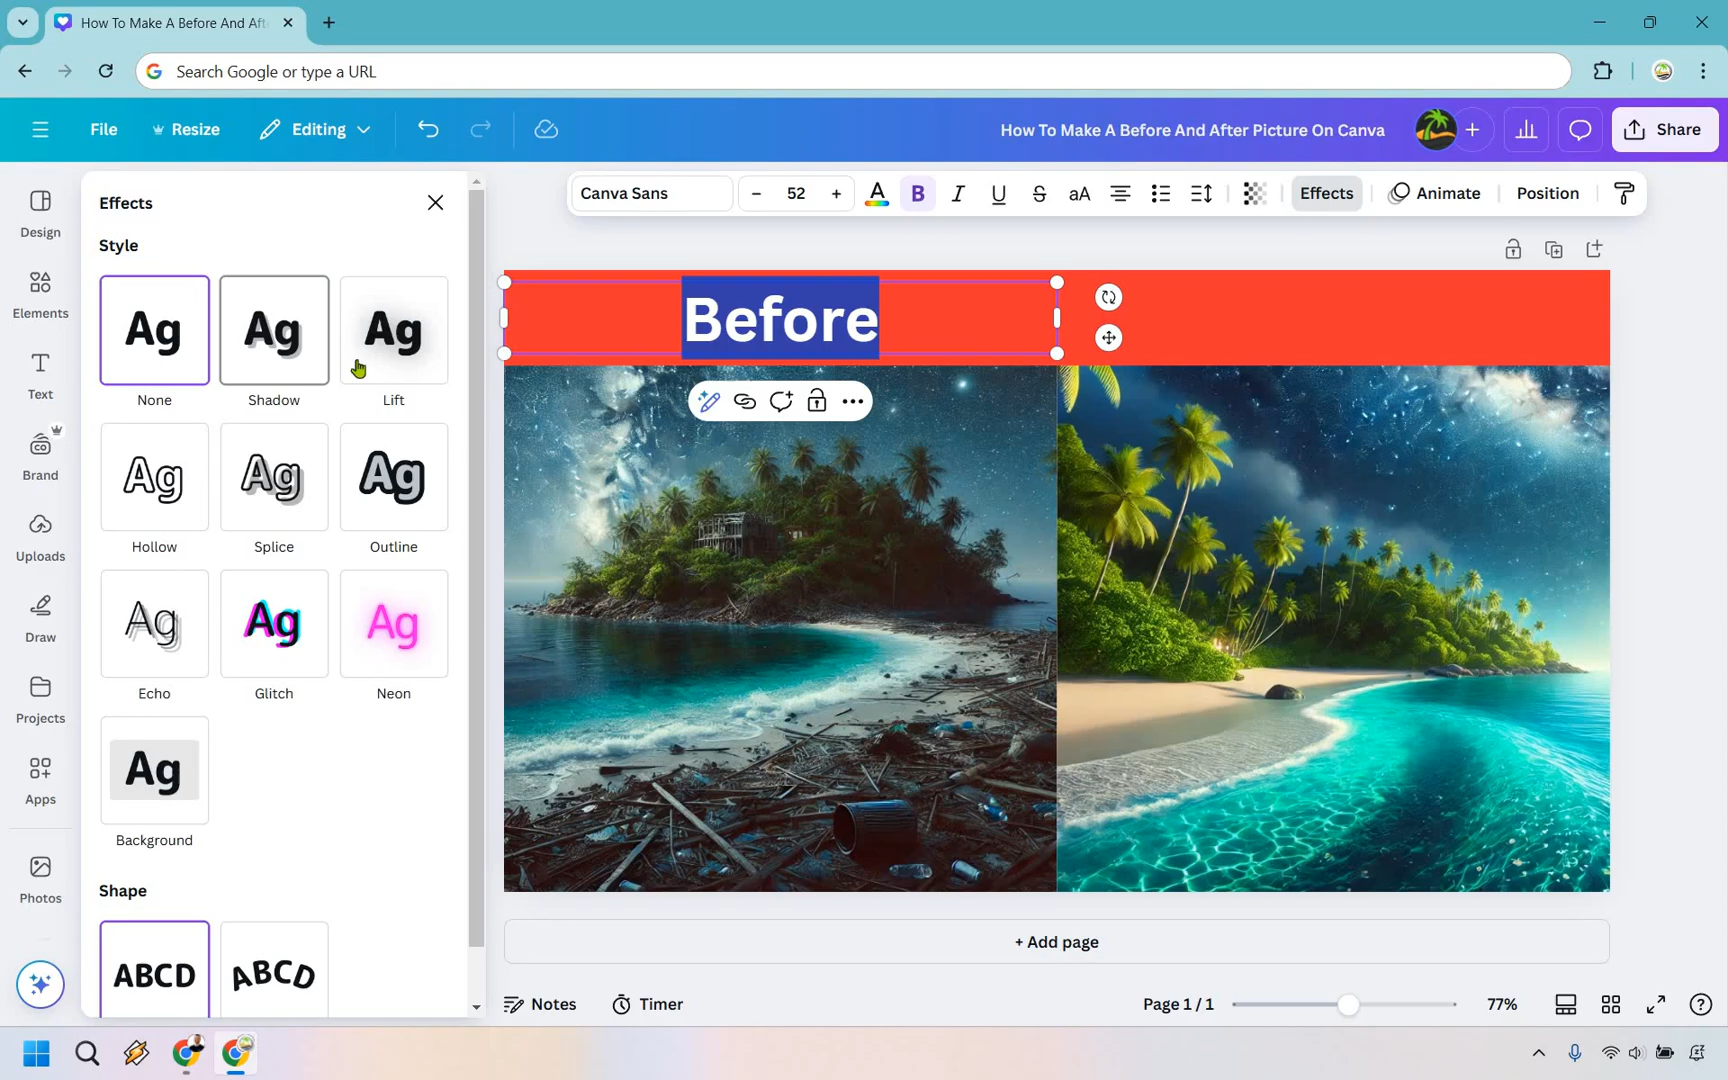 How To Make A Before And Aft
Search Google or type a URL
File
Resize
Editing
How To Make A Before And After Picture On Canva
Share
Canva Sans
52
B
I
U
S
aA
Effects
Animate
Position
Design
Elements
Text
Brand
Uploads
Draw
Projects
Apps
Photos
Effects
Style
Ag
None
Ag
Shadow
Ag
Lift
Ag
Hollow
Ag
Splice
Ag
Outline
Ag
Echo
Ag
Glitch
Ag
Neon
Ag
Background
Shape
ABCD
ABCD
Before
+ Add page
Notes
Timer
Page 1 / 1
77%